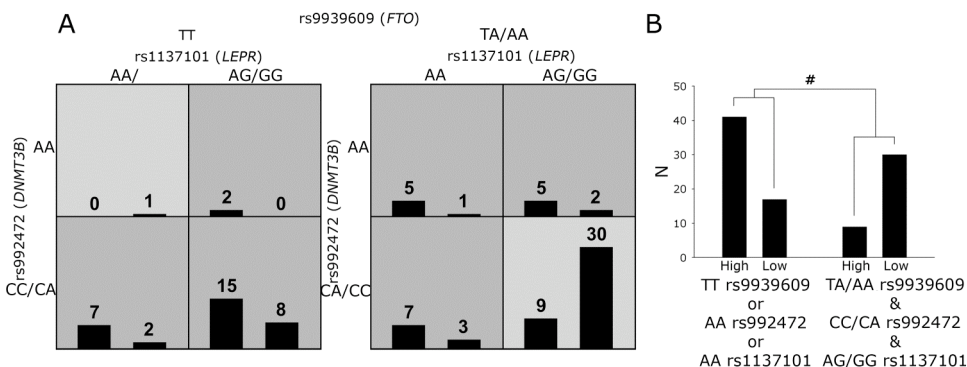 A
rs9939609 (FTO)
TT
rs1137101 (LEPR)
AA/
AG/GG
TA/AA
rs1137101 (LEPR)
AA
AG/GG
rs992472 (DNMT3B)
AA
CC/CA
0
1
2
0
7
2
15
8
rs992472 (DNMT3B)
AA
CA/CC
5
1
5
2
7
3
9
30
B
#
N
50
40
30
20
10
0
High Low High Low
TT rs9939609
or
AA rs992472
or
AA rs1137101
TA/AA rs9939609
&
CC/CA rs992472
&
AG/GG rs1137101